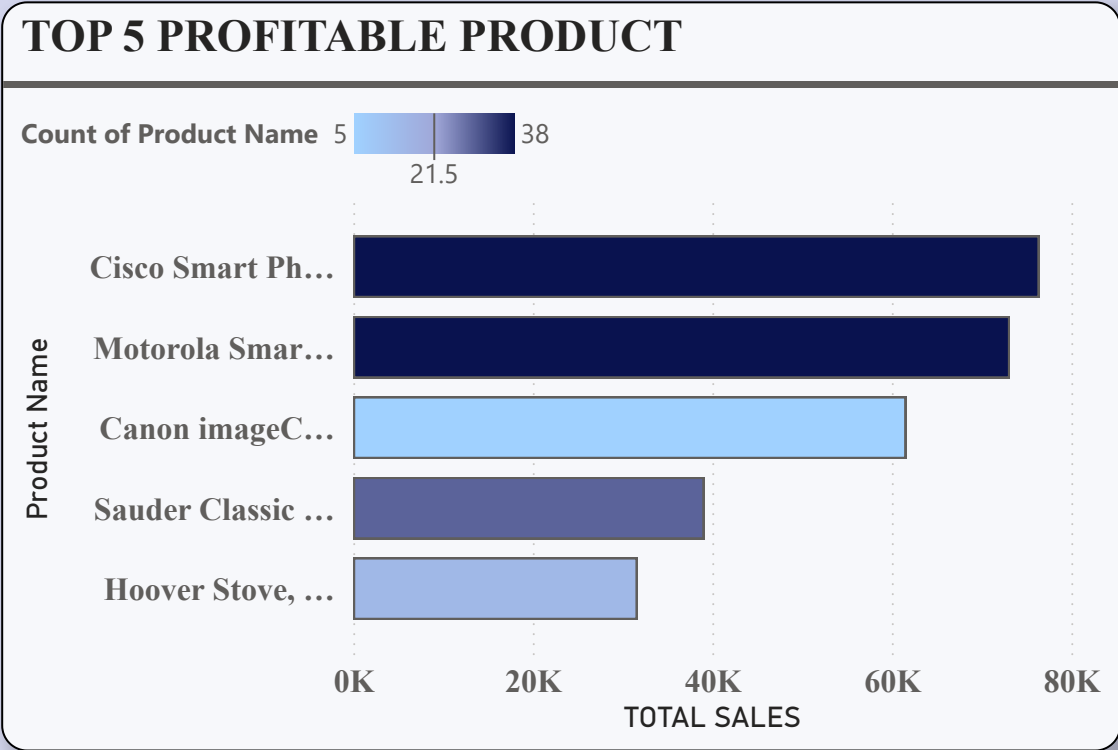 TOP 5 PROFITABLE PRODUCT
Count of Product Name 5 38
21.5
Product Name
Cisco Smart Ph…
Motorola Smar…
Canon imageC…
Sauder Classic …
Hoover Stove, …
0K 20K 40K 60K 80K
TOTAL SALES